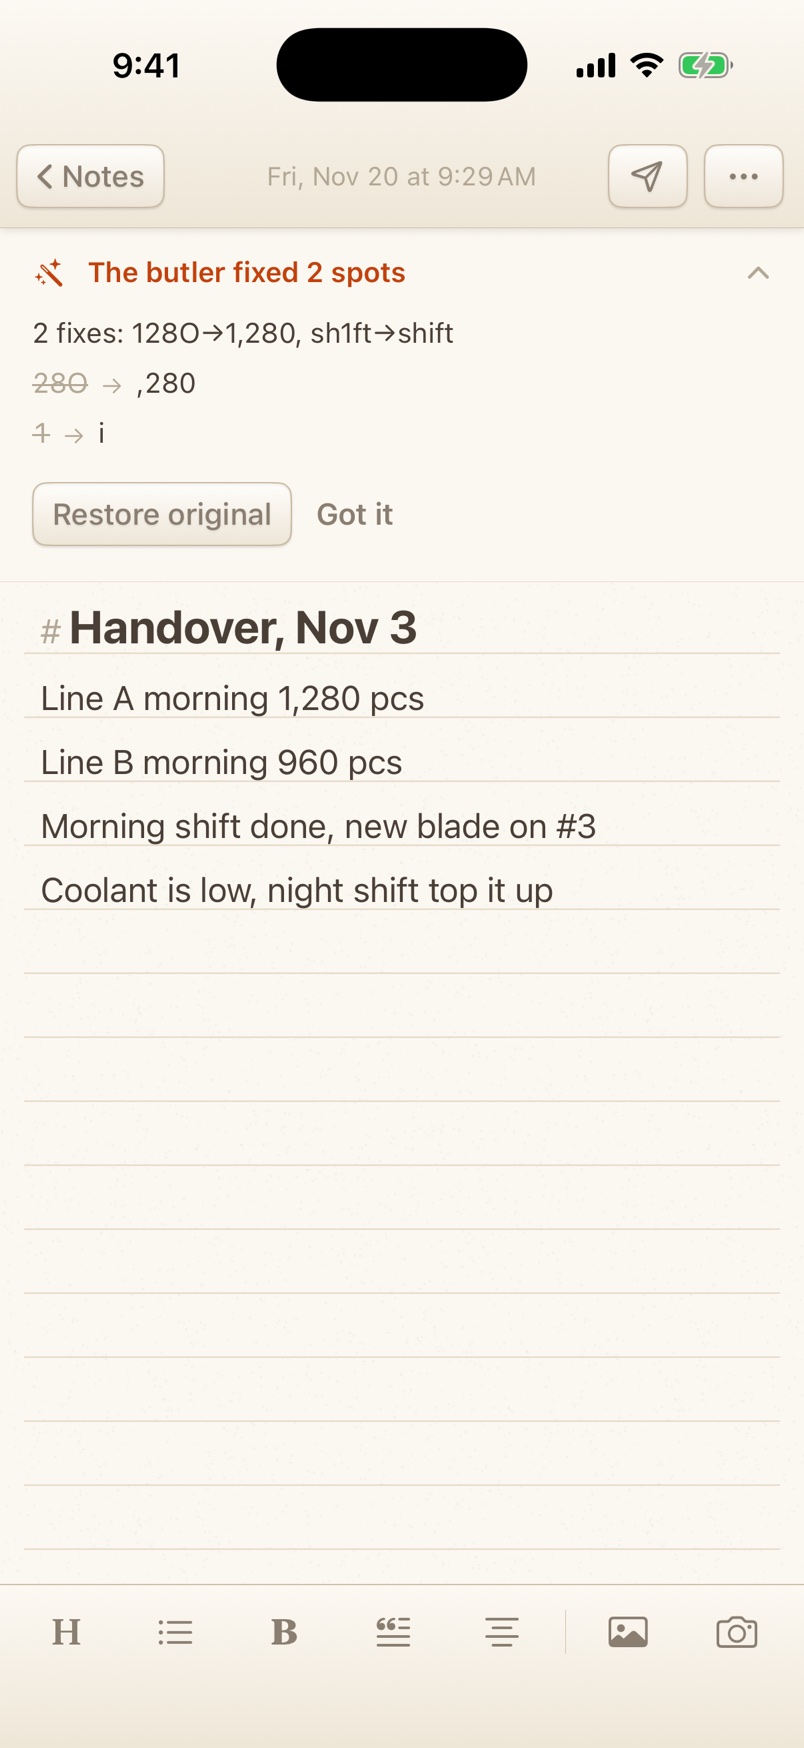 9:41
Notes
Fri, Nov 20 at 9:29 AM
The butler fixed 2 spots
2 fixes: 128O→1,280, sh1ft→shift
28O → ,280
1 → i
Restore original
Got it
# Handover, Nov 3
Line A morning 1,280 pcs
Line B morning 960 pcs
Morning shift done, new blade on #3
Coolant is low, night shift top it up
H
B